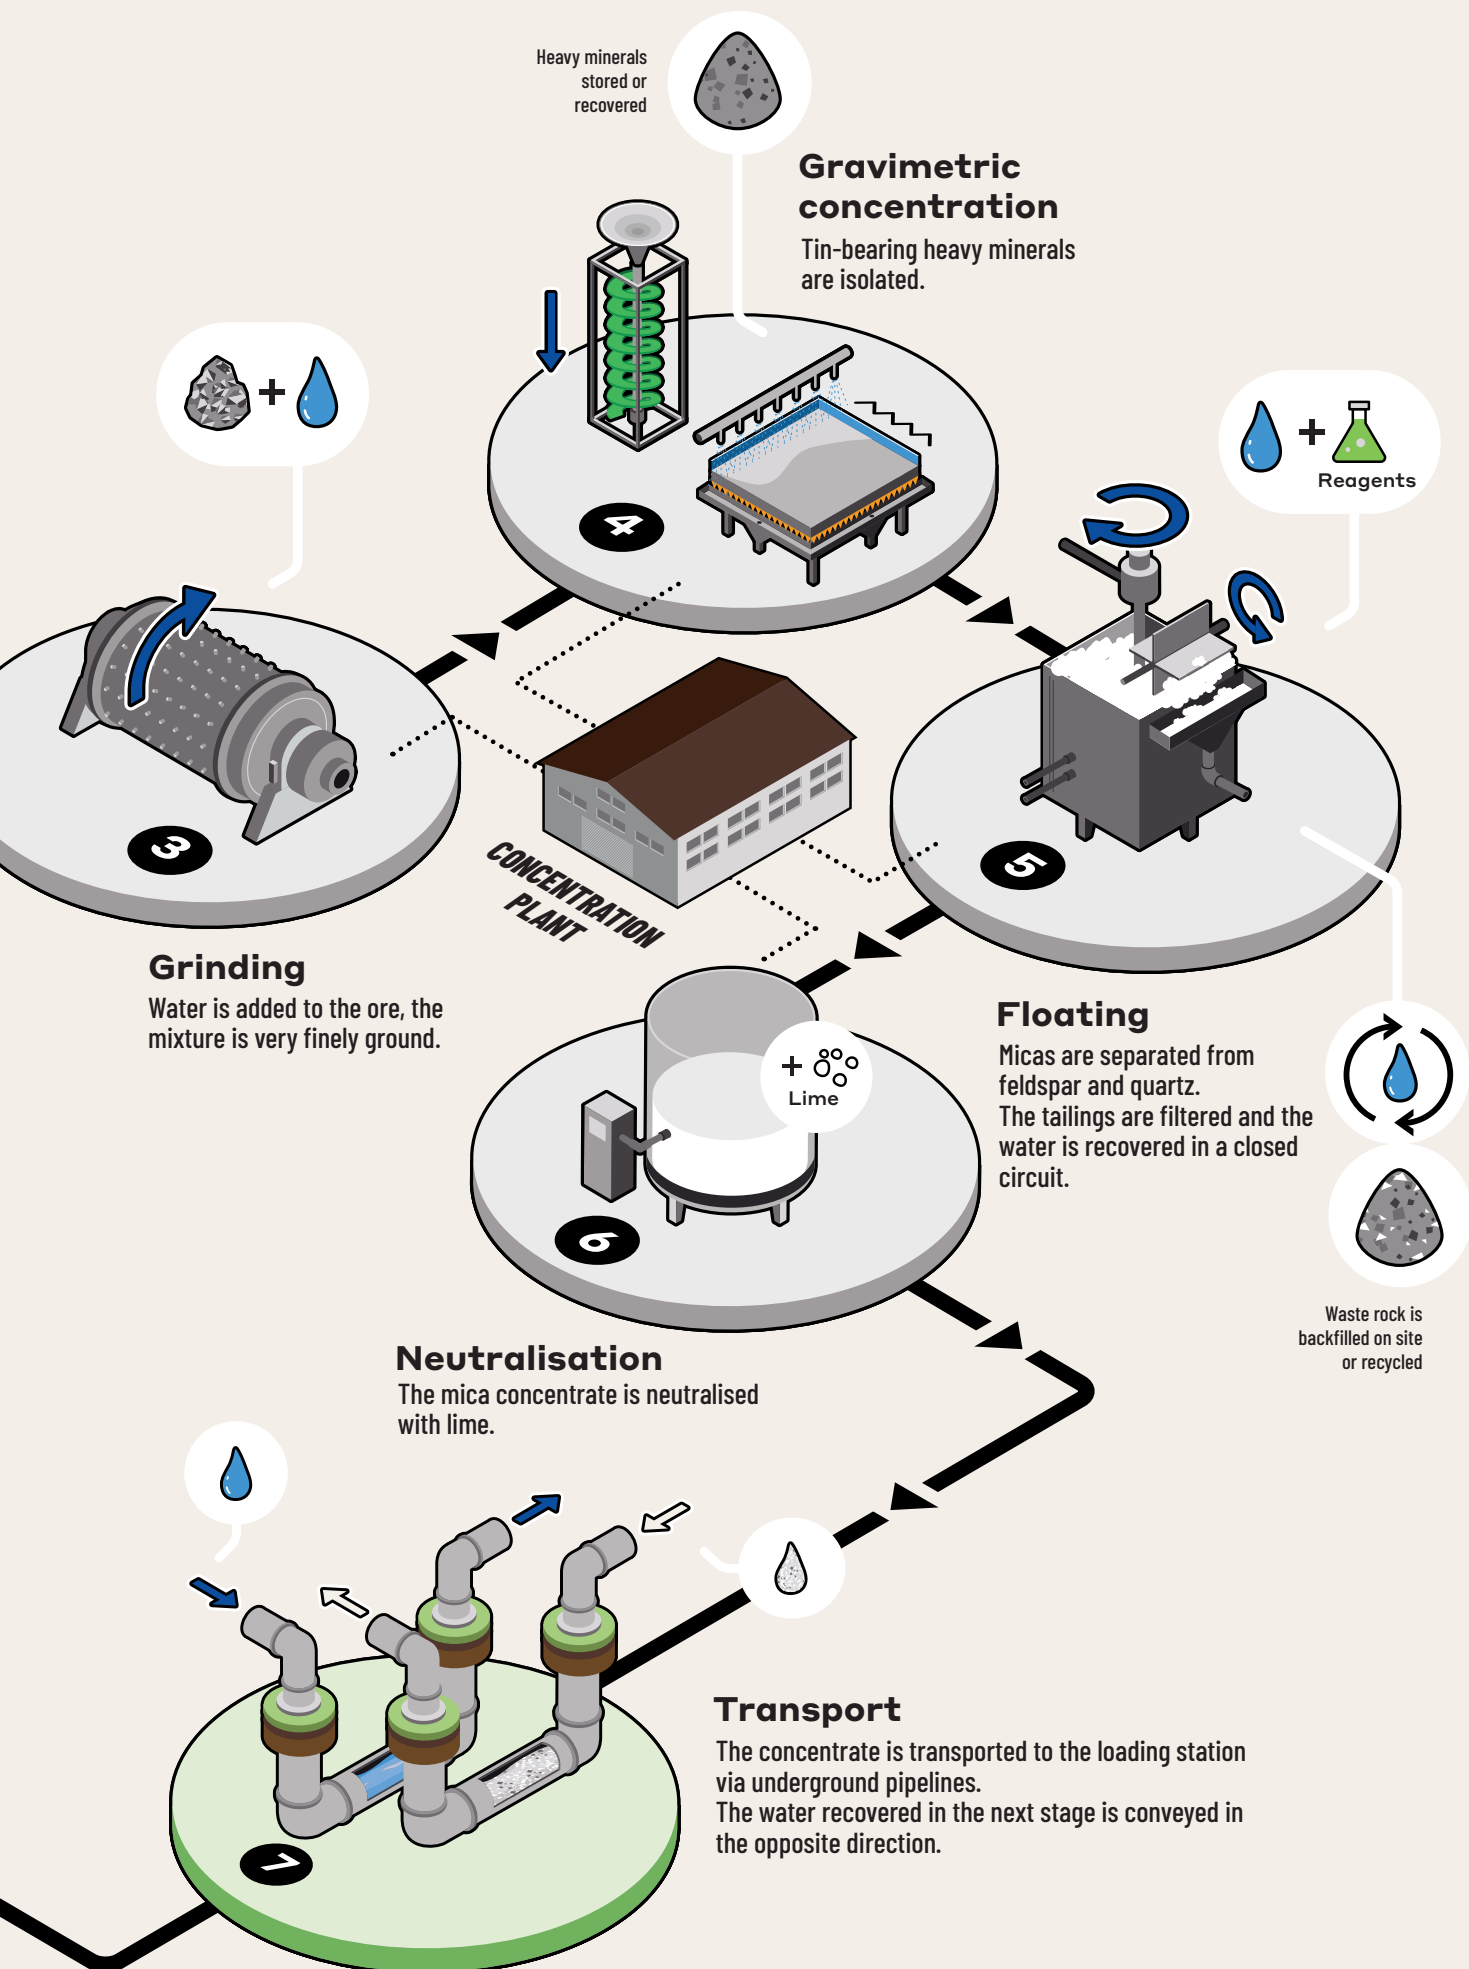 Heavy minerals
stored or
recovered
Gravimetric
concentration
Tin-bearing heavy minerals
are isolated.
+
4
+
Reagents
3
CONCENTRATION
PLANT
5
Grinding
Water is added to the ore, the
mixture is very finely ground.
Floating
Micas are separated from
feldspar and quartz.
The tailings are filtered and the
water is recovered in a closed
circuit.
+
Lime
6
Waste rock is
backfilled on site
or recycled
Neutralisation
The mica concentrate is neutralised
with lime.
Transport
The concentrate is transported to the loading station
via underground pipelines.
The water recovered in the next stage is conveyed in
the opposite direction.
7